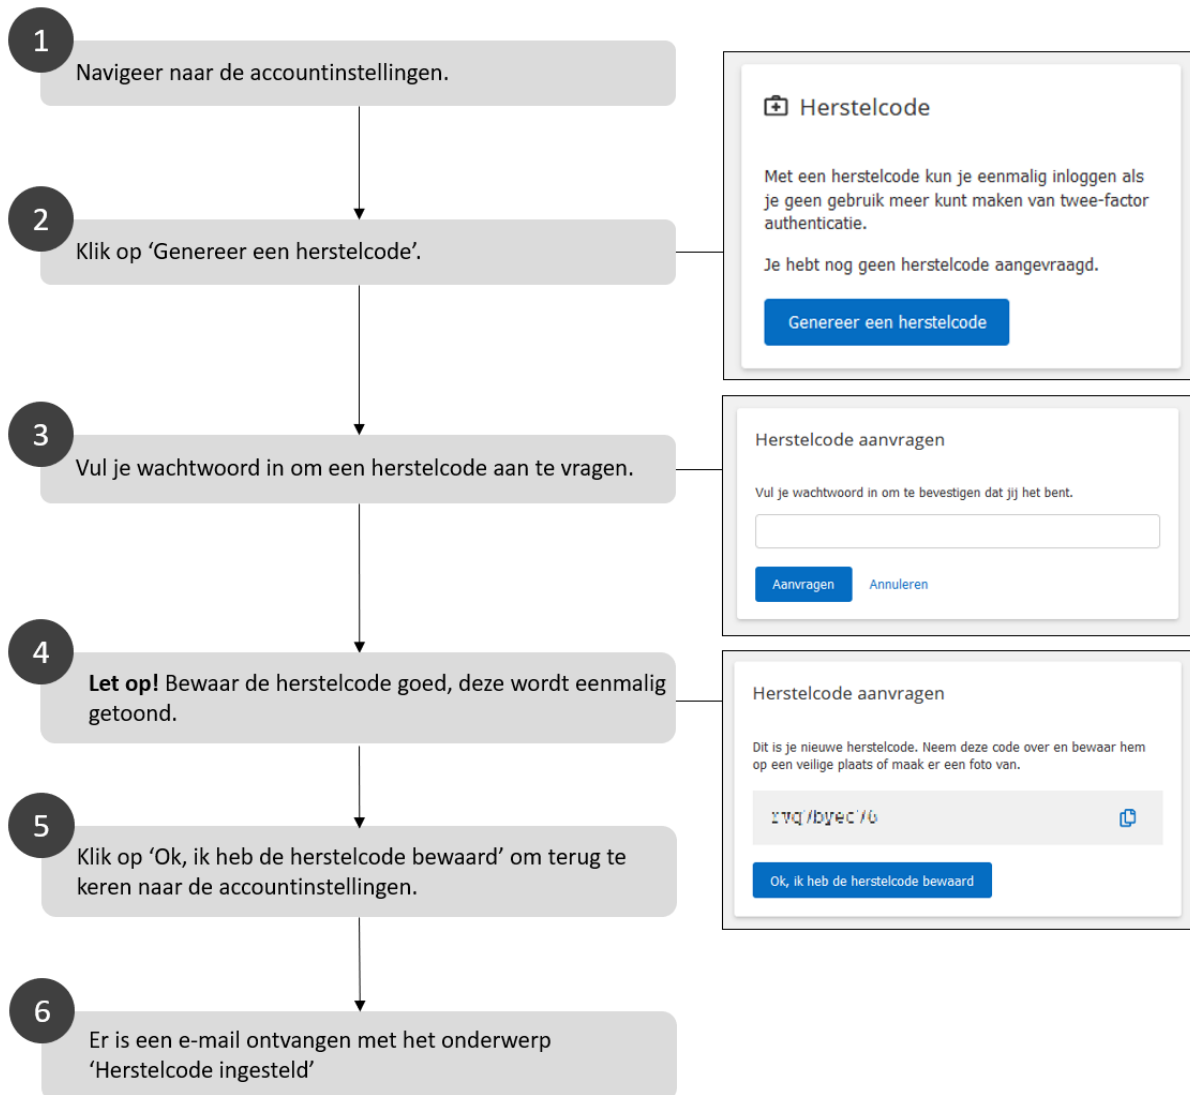 1
Navigeer naar de accountinstellingen.
Herstelcode
Met een herstelcode kun je eenmalig inloggen als
je geen gebruik meer kunt maken van twee-factor
authenticatie.
Je hebt nog geen herstelcode aangevraagd.
Genereer een herstelcode
2
Klik op ‘Genereer een herstelcode’.
3
Vul je wachtwoord in om een herstelcode aan te vragen.
Herstelcode aanvragen
Vul je wachtwoord in om te bevestigen dat jij het bent.
Aanvragen Annuleren
4
Let op! Bewaar de herstelcode goed, deze wordt eenmalig
getoond.
Herstelcode aanvragen
Dit is je nieuwe herstelcode. Neem deze code over en bewaar hem
op een veilige plaats of maak er een foto van.
Ok, ik heb de herstelcode bewaard
5
Klik op ‘Ok, ik heb de herstelcode bewaard’ om terug te
keren naar de accountinstellingen.
6
Er is een e-mail ontvangen met het onderwerp
‘Herstelcode ingesteld’